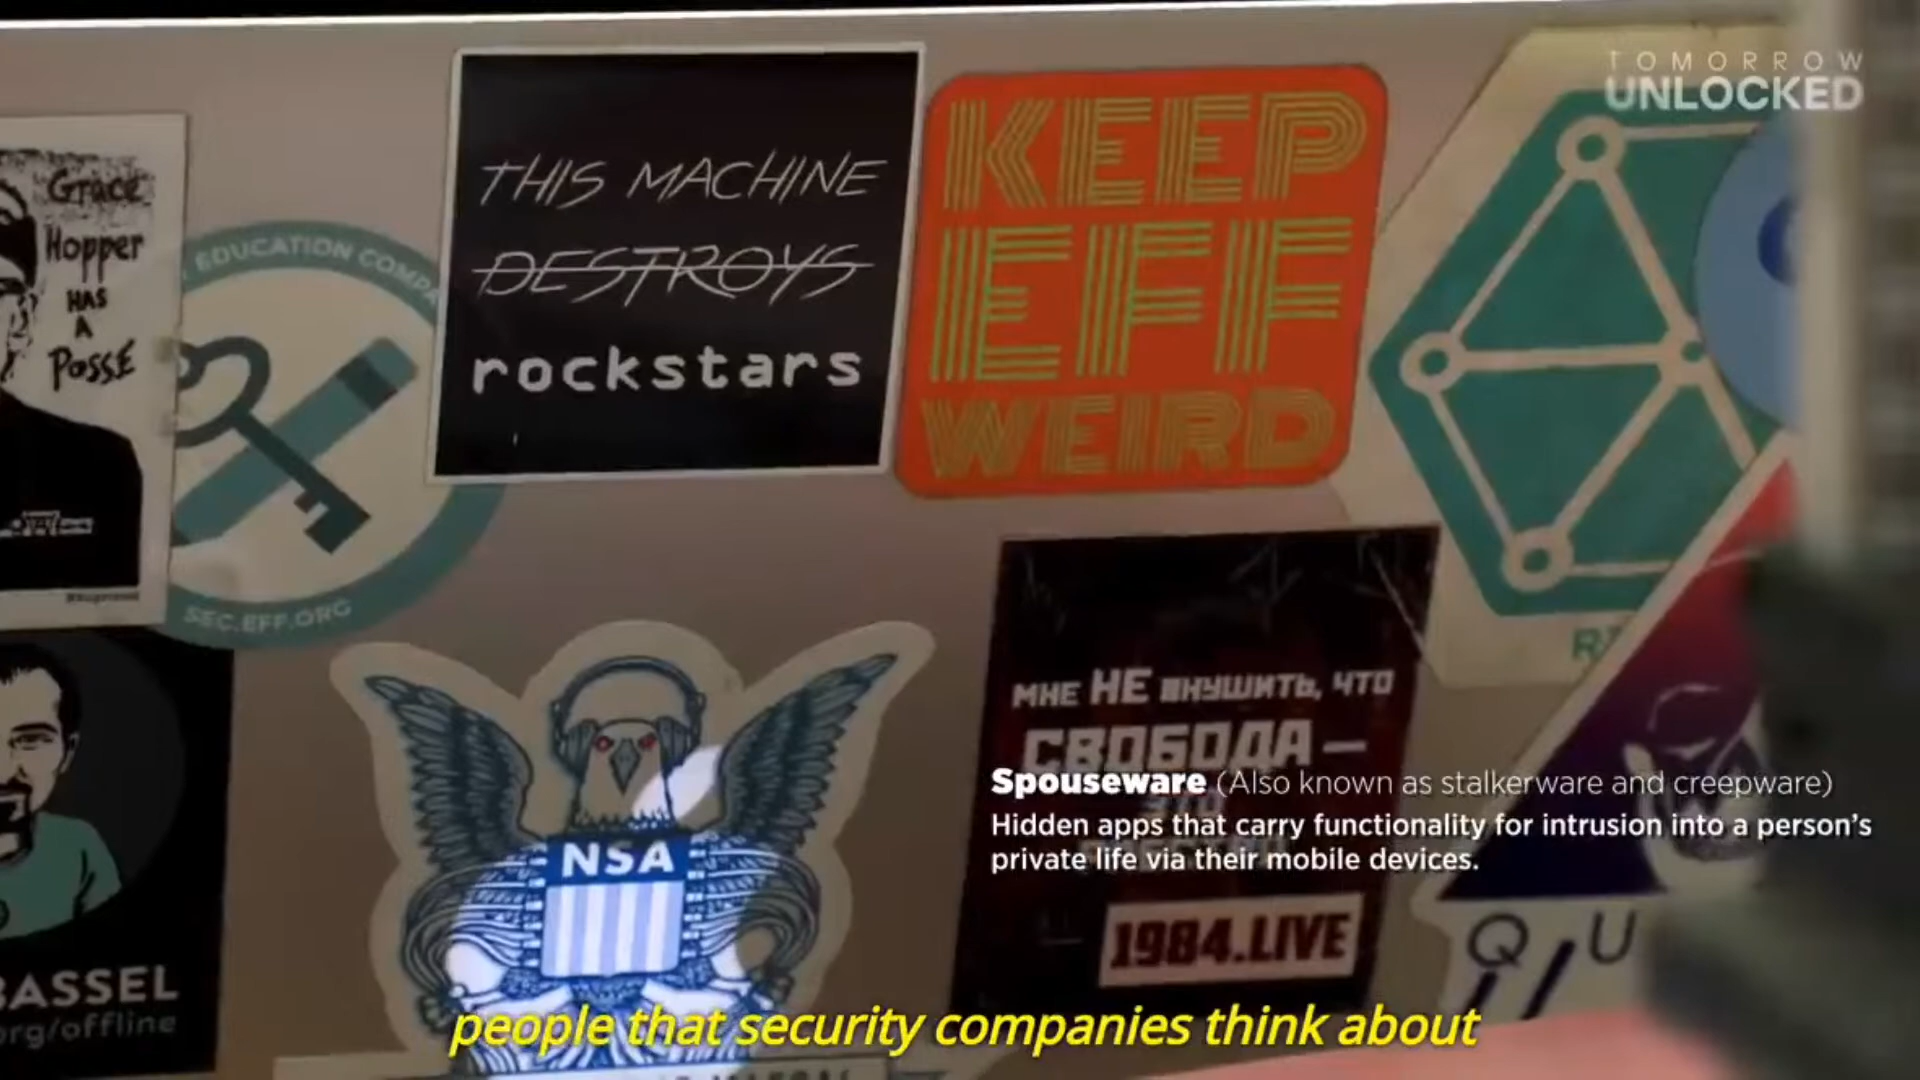 TOMORROW
UNLOCKED
Grace
Hopper
HAS
A
POSSE
EDUCATION
SEC.EFF.ORG
THIS MACHINE
DESTROYS
rockstars
KEEP
EFF
WEIRD
МНЕ НЕ ВНУШИТЬ, ЧТО
СВОБОДА —
1984.LIVE
Spouseware (Also known as stalkerware and creepware)
Hidden apps that carry functionality for intrusion into a person's
private life via their mobile devices.
NSA
BASSEL
org/offline
Q U
people that security companies think about